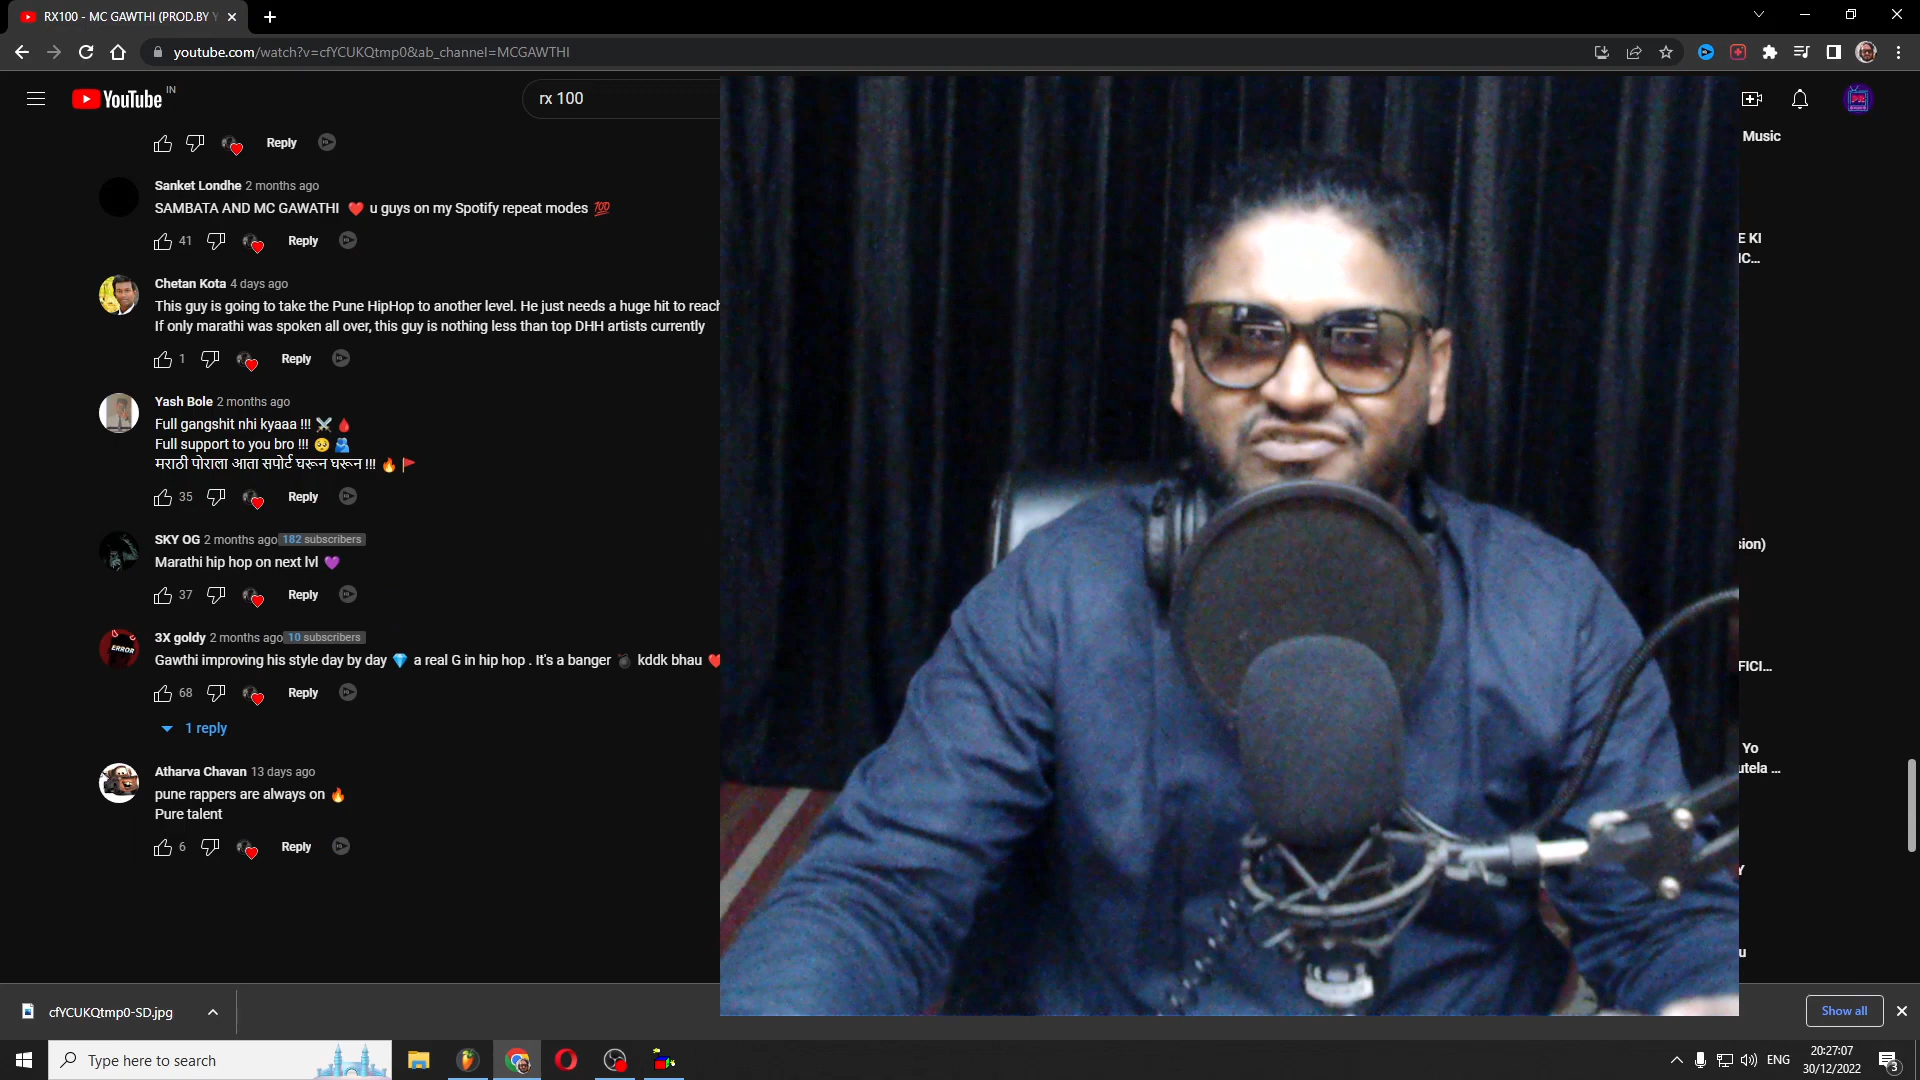 RX100 - MC GAWTHI (PROD.BY Y
youtube.com/watch?v=cfYCUKQtmp0&ab_channel=MCGAWTHI
YouTube IN
rx 100
Music
Reply
Sanket Londhe 2 months ago
SAMBATA AND MC GAWATHI ❤️ u guys on my Spotify repeat modes 💯
41 Reply
E KI
IC...
Chetan Kota 4 days ago
This guy is going to take the Pune HipHop to another level. He just needs a huge hit to reach
If only marathi was spoken all over, this guy is nothing less than top DHH artists currently
1 Reply
Yash Bole 2 months ago
Full gangshit nhi kyaaa !!! ⚔️ 🩸
Full support to you bro !!! 🥺 🫂
मराठी पोराला आता सपोर्ट घरून घरून !!! 🔥 🚩
35 Reply
SKY OG 2 months ago 182 subscribers
Marathi hip hop on next lvl 💜
sion)
37 Reply
3X goldy 2 months ago 10 subscribers
ERROR
Gawthi improving his style day by day 💎 a real G in hip hop . It's a banger 💣 kddk bhau ❤️
FICI...
68 Reply
1 reply
Yo
utela ...
Atharva Chavan 13 days ago
pune rappers are always on 🔥
Pure talent
6 Reply
Y
u
cfYCUKQtmp0-SD.jpg
Show all
Type here to search
ENG
20:27:07
30/12/2022
3